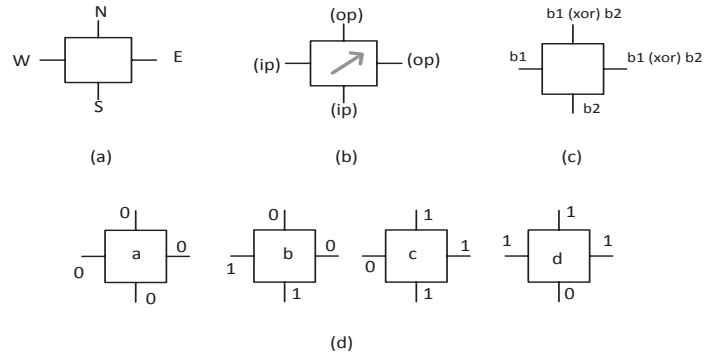 N
W E
S
(a)
(op)
(ip) (op)
(ip)
(b)
b1 (xor) b2
b1 b1 (xor) b2
b2
(c)
0
a 0
0
0
0
b 0
1
1
1
c 1
0
1
1
1 d 1
0
(d)